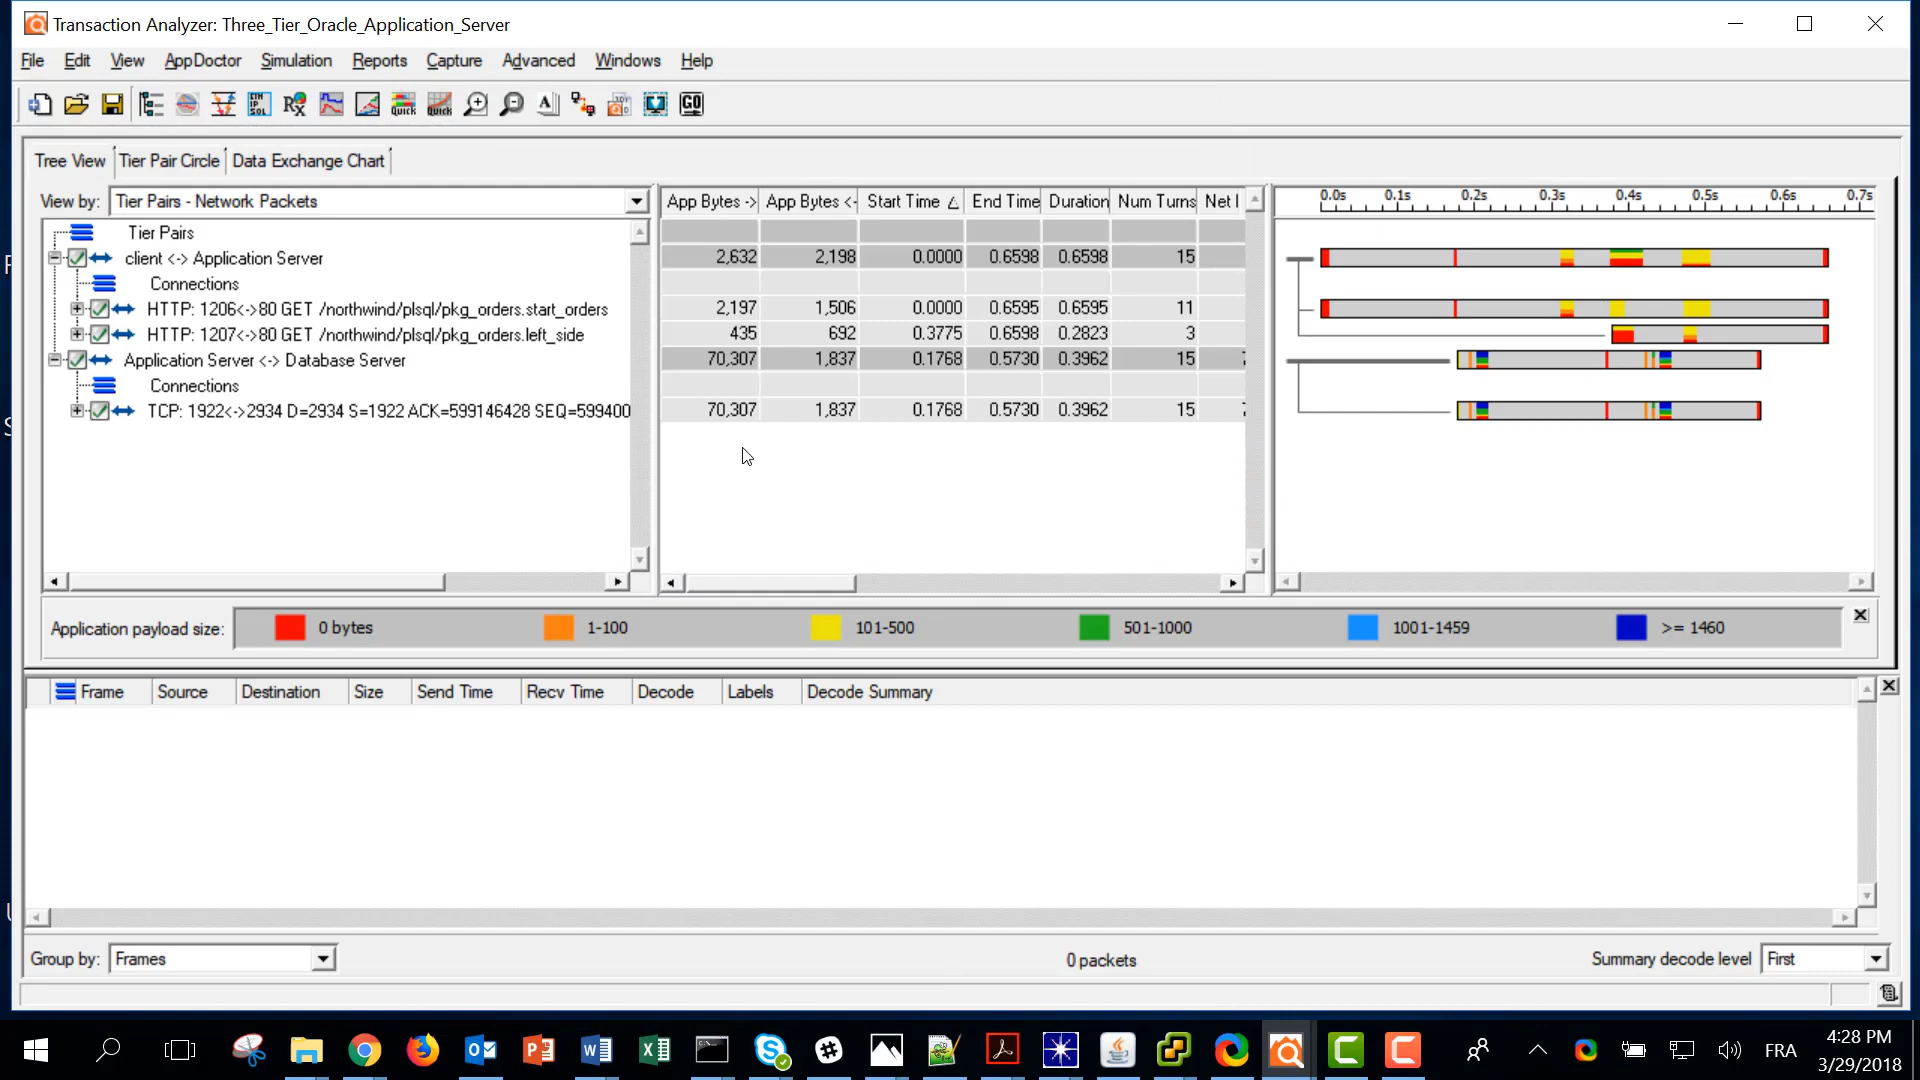 Transaction Analyzer: Three_Tier_Oracle_Application_Server
File Edit View AppDoctor Simulation Reports Capture Advanced Windows Help
QUICK QUICK GO
Tree View Tier Pair Circle Data Exchange Chart
View by: Tier Pairs - Network Packets
App Bytes -> App Bytes <- Start Time End Time Duration Num Turns Net
0.0s 0.1s 0.2s 0.3s 0.4s 0.5s 0.6s 0.7s
Tier Pairs
client <-> Application Server 2,632 2,198 0.0000 0.6598 0.6598 15
Connections
HTTP: 1206<->80 GET /northwind/plsql/pkg_orders.start_orders 2,197 1,506 0.0000 0.6595 0.6595 11
HTTP: 1207<->80 GET /northwind/plsql/pkg_orders.left_side 435 692 0.3775 0.6598 0.2823 3
Application Server <-> Database Server 70,307 1,837 0.1768 0.5730 0.3962 15
Connections
TCP: 1922<->2934 D=2934 S=1922 ACK=599146428 SEQ=599400 70,307 1,837 0.1768 0.5730 0.3962 15
Application payload size: 0 bytes 1-100 101-500 501-1000 1001-1459 >= 1460
Frame Source Destination Size Send Time Recv Time Decode Labels Decode Summary
Group by: Frames 0 packets Summary decode level First
FRA
4:28 PM
3/29/2018